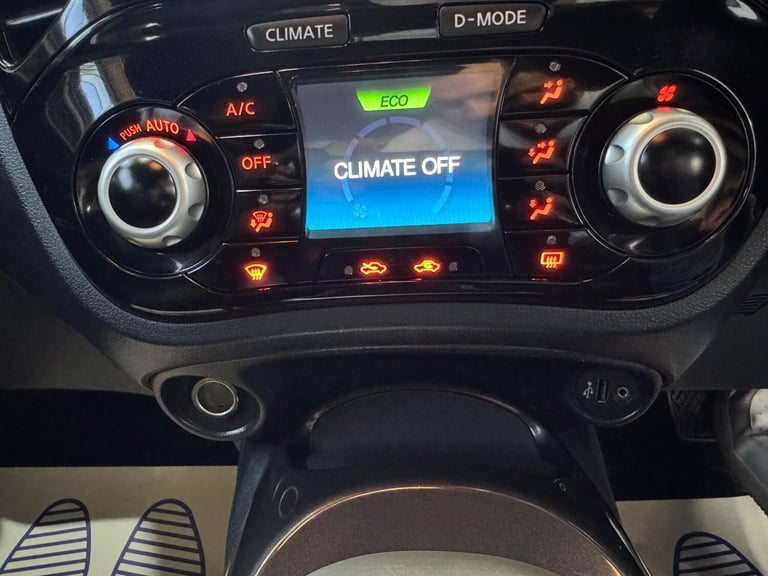 CLIMATE
D-MODE
ECO
A/C
PUSH AUTO
OFF
CLIMATE OFF